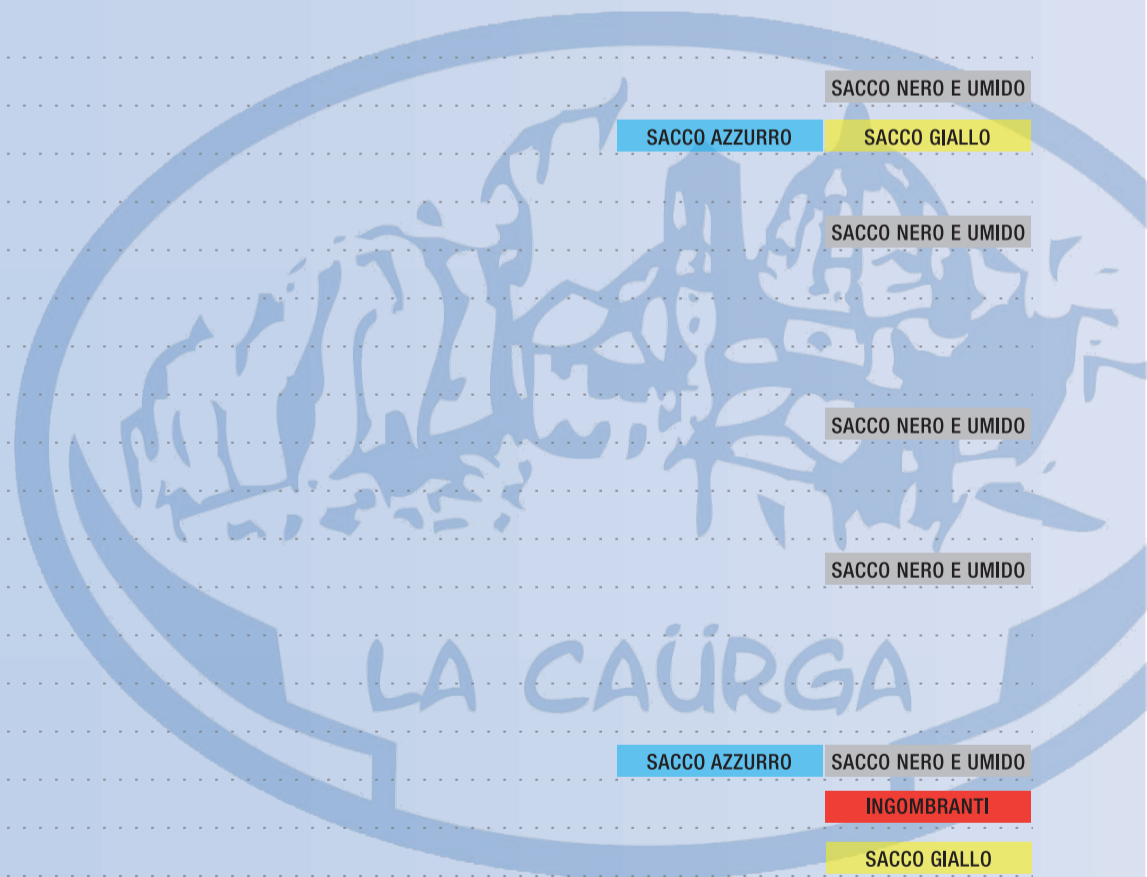 SACCO NERO E UMIDO
SACCO AZZURRO SACCO GIALLO
SACCO NERO E UMIDO
SACCO NERO E UMIDO
SACCO NERO E UMIDO
LA CAÜRGA
SACCO AZZURRO SACCO NERO E UMIDO
INGOMBRANTI
SACCO GIALLO